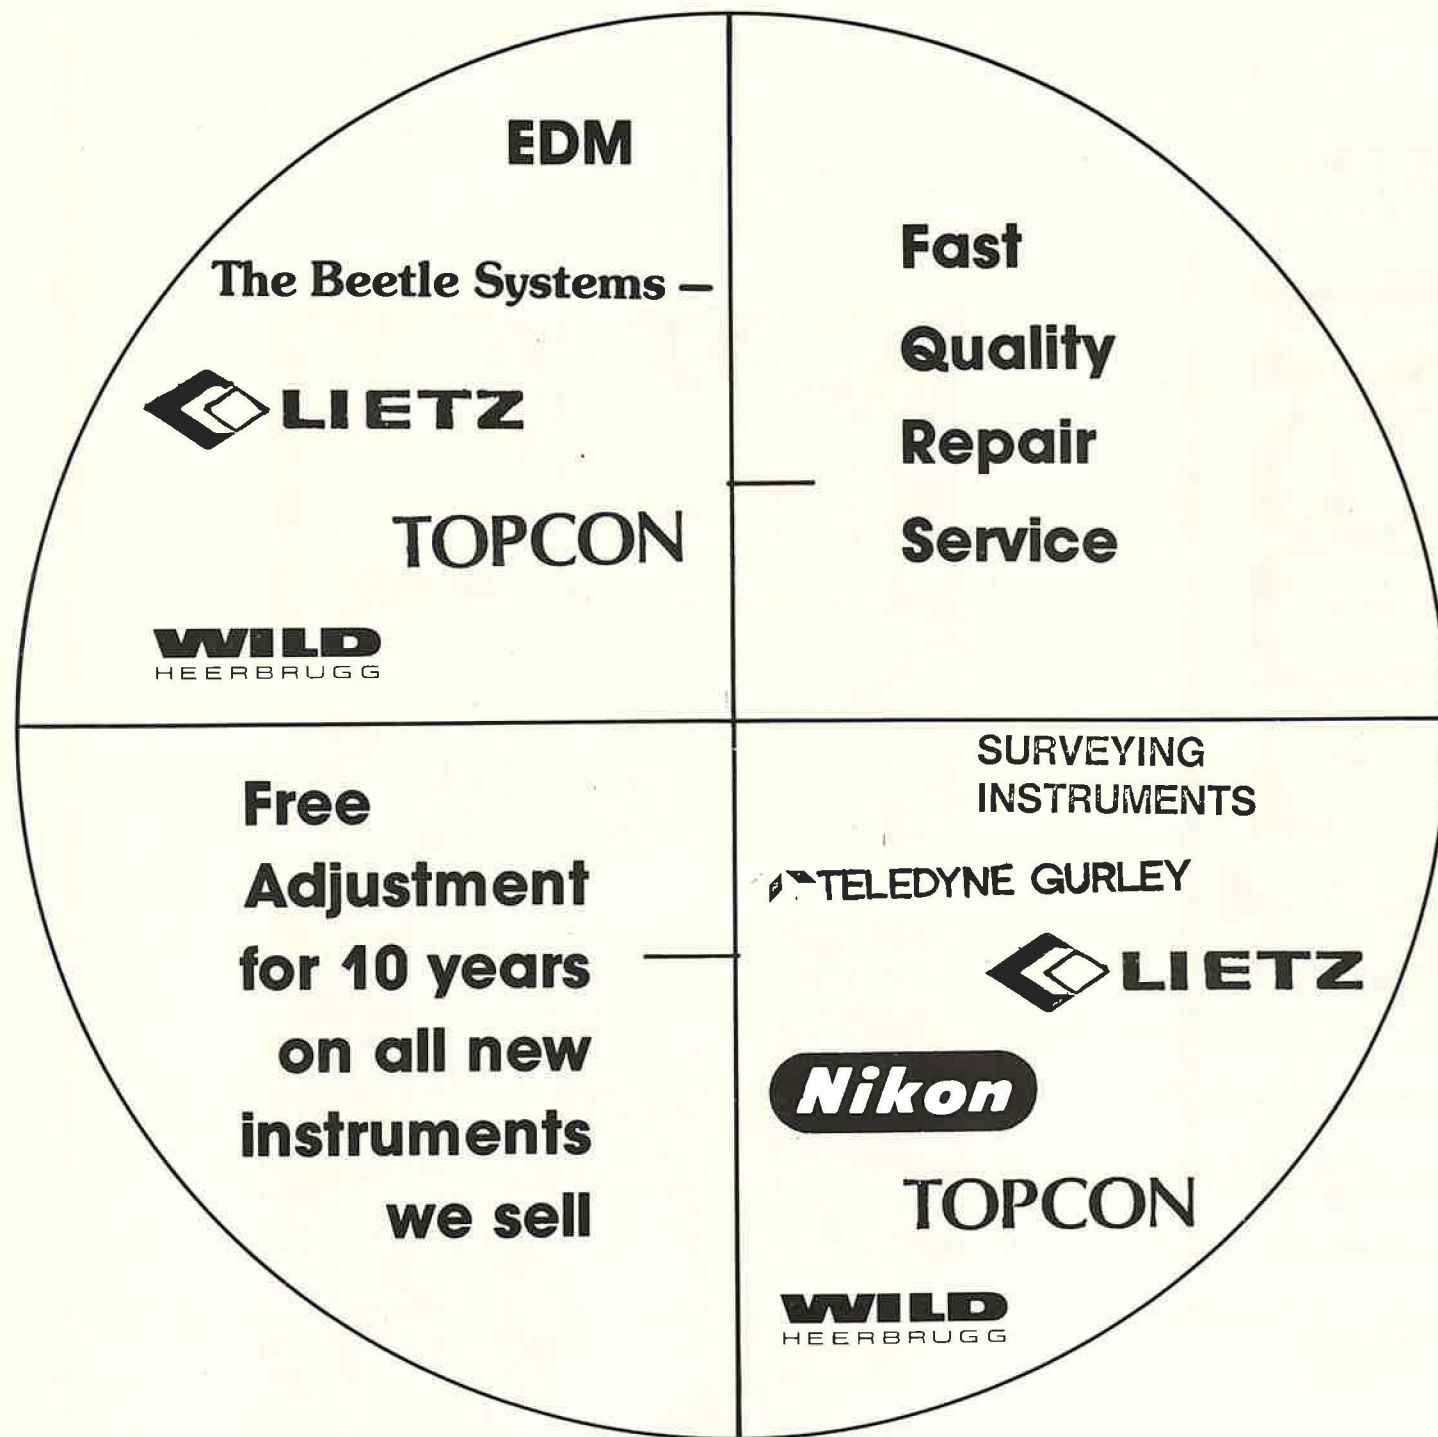 EDM
The Beetle Systems –
LIETZ
TOPCON
WILD
HEERBRUGG
Fast
Quality
Repair
Service
Free
Adjustment
for 10 years
on all new
instruments
we sell
SURVEYING
INSTRUMENTS
TELEDYNE GURLEY
LIETZ
Nikon
TOPCON
WILD
HEERBRUGG